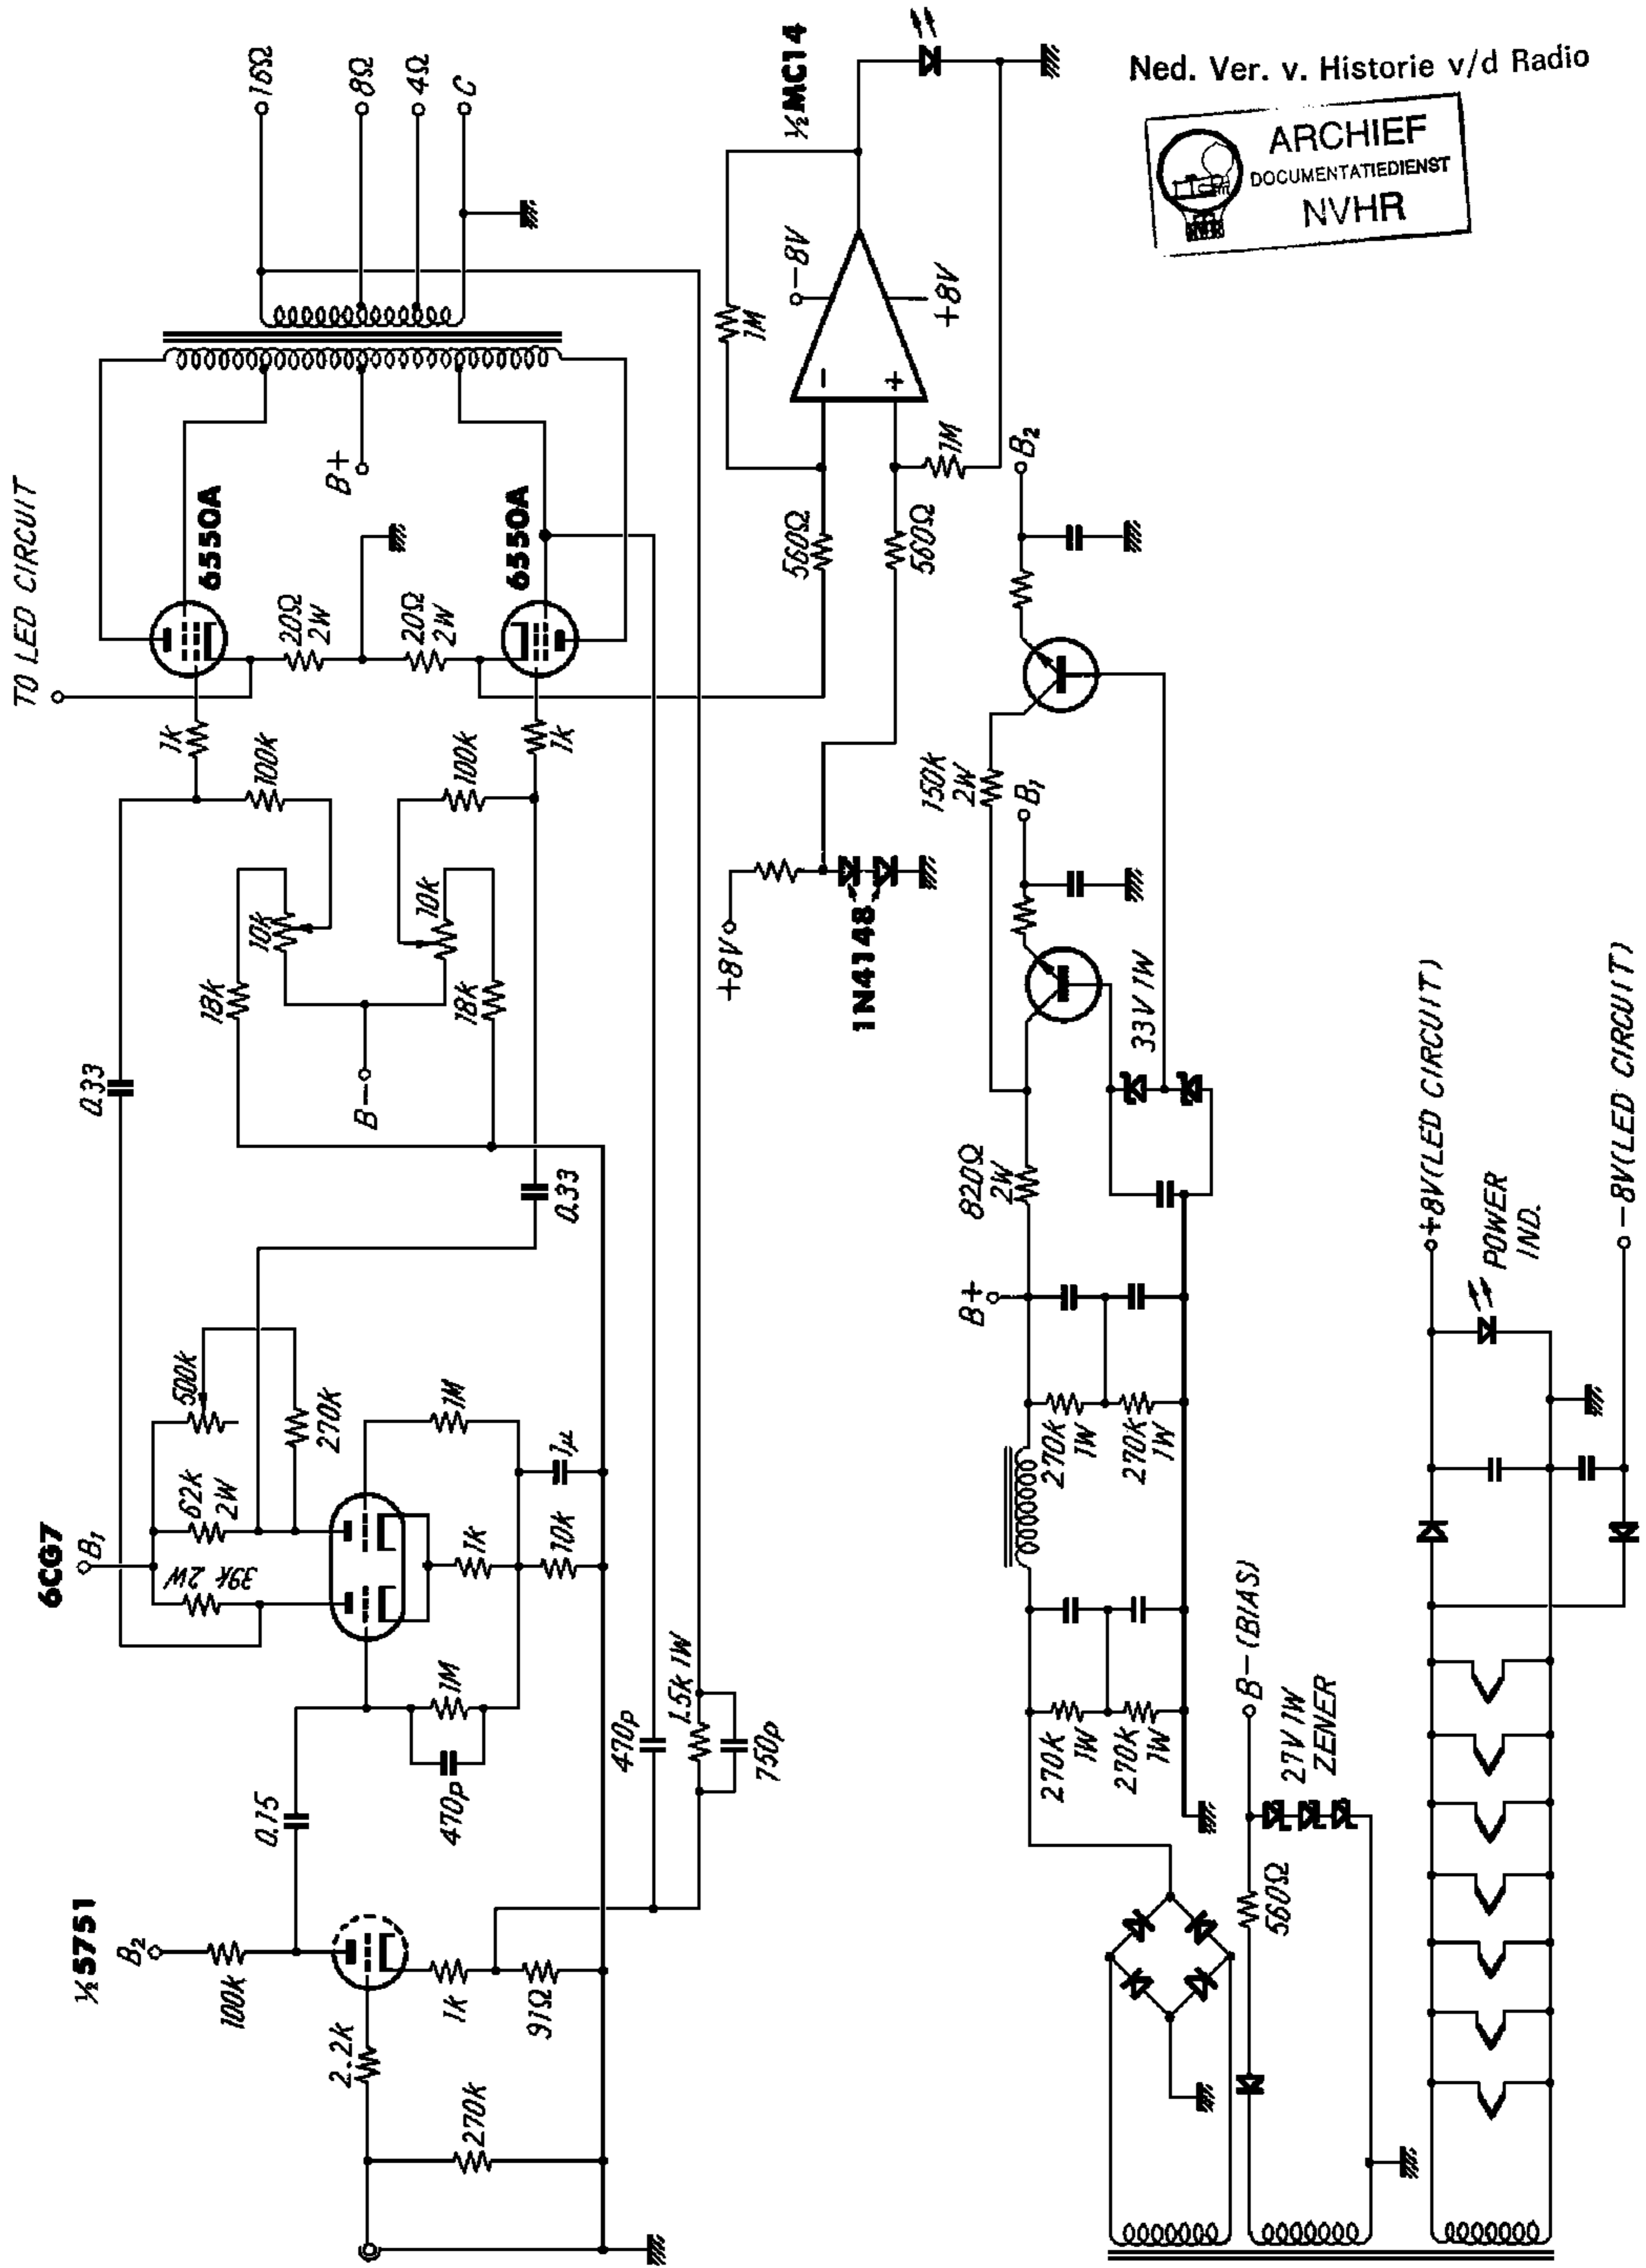 TO LED CIRCUIT
6CG7
B1
½5751
B2
100k
2.2k
270k
1k
91Ω
0.15
470p
1M
39k 2W
62k
2W
500k
270k
1M
1k
10k
1μ
0.33
0.33
18k
10k
10k
18k
B-
100k
100k
1k
1k
6550A
6550A
20Ω
2W
20Ω
2W
B+
16Ω
8Ω
4Ω
C
470p
1.5k 1W
750p
+8V
1N4148
560Ω
560Ω
1M
1M
-8V
+8V
-
+
½MC14
B-(BIAS)
27V 1W
ZENER
560Ω
270k
1W
270k
1W
270k
1W
270k
1W
B+
820Ω
2W
33V 1W
150K
2W
B1
B2
+8V(LED CIRCUIT)
POWER
IND.
-8V(LED CIRCUIT)
Ned. Ver. v. Historie v/d Radio
ARCHIEF
DOCUMENTATIEDIENST
NVHR